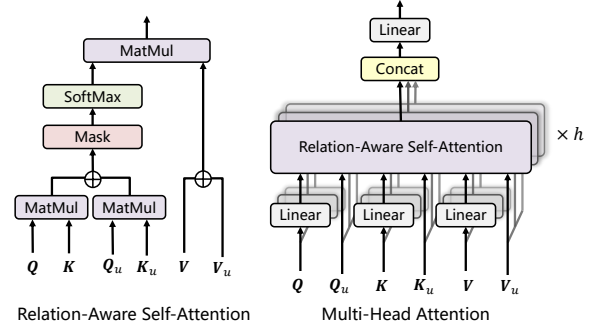 MatMul
SoftMax
Mask
MatMul MatMul
Q K Q_u K_u V V_u
Relation-Aware Self-Attention
Linear
Concat
Relation-Aware Self-Attention
× h
Linear Linear Linear
Q Q_u K K_u V V_u
Multi-Head Attention